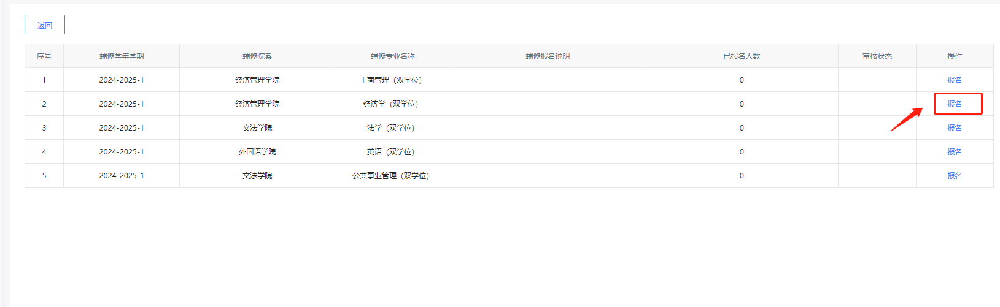 返回
序号 辅修学年学期 辅修院系 辅修专业名称 辅修报名说明 已报名人数 审核状态 操作
1 2024-2025-1 经济管理学院 工商管理（双学位） 0 报名
2 2024-2025-1 经济管理学院 经济学（双学位） 0 报名
3 2024-2025-1 文法学院 法学（双学位） 0 报名
4 2024-2025-1 外国语学院 英语（双学位） 0 报名
5 2024-2025-1 文法学院 公共事业管理（双学位） 0 报名